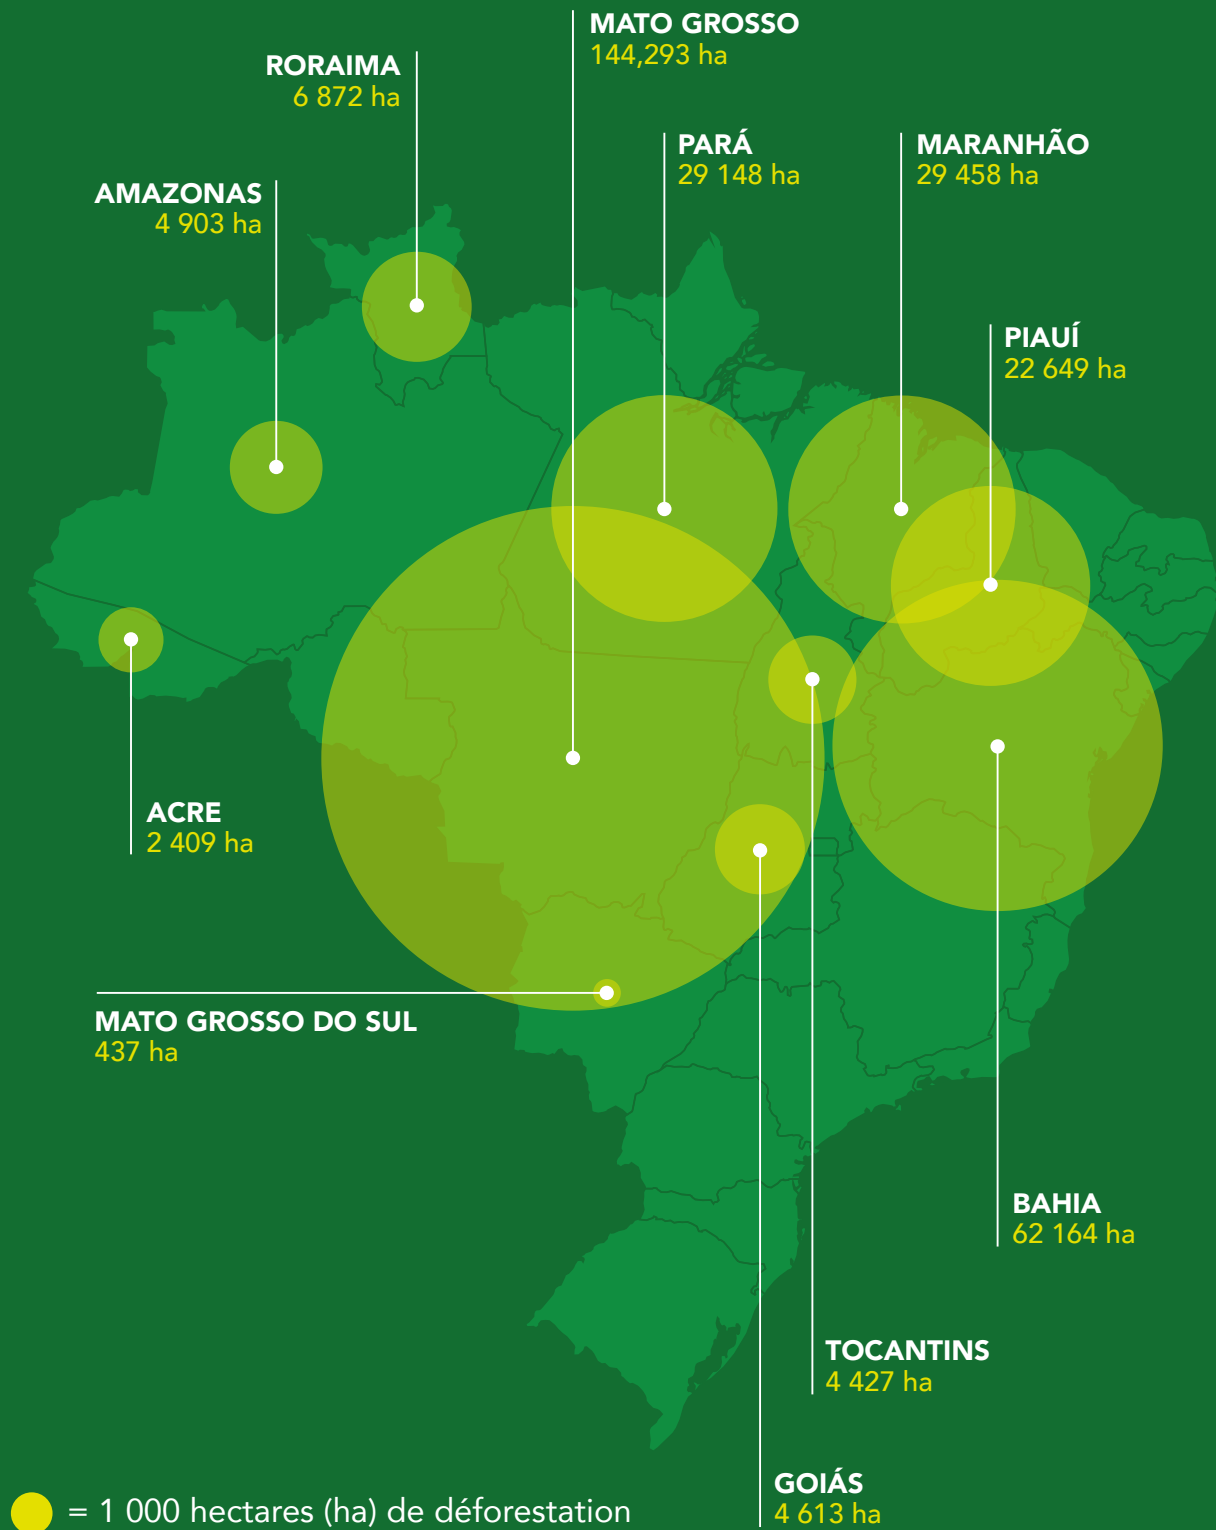 MATO GROSSO
144,293 ha
RORAIMA
6 872 ha
PARÁ
29 148 ha
MARANHÃO
29 458 ha
AMAZONAS
4 903 ha
PIAUÍ
22 649 ha
ACRE
2 409 ha
MATO GROSSO DO SUL
437 ha
BAHIA
62 164 ha
TOCANTINS
4 427 ha
GOIÁS
4 613 ha
= 1 000 hectares (ha) de déforestation